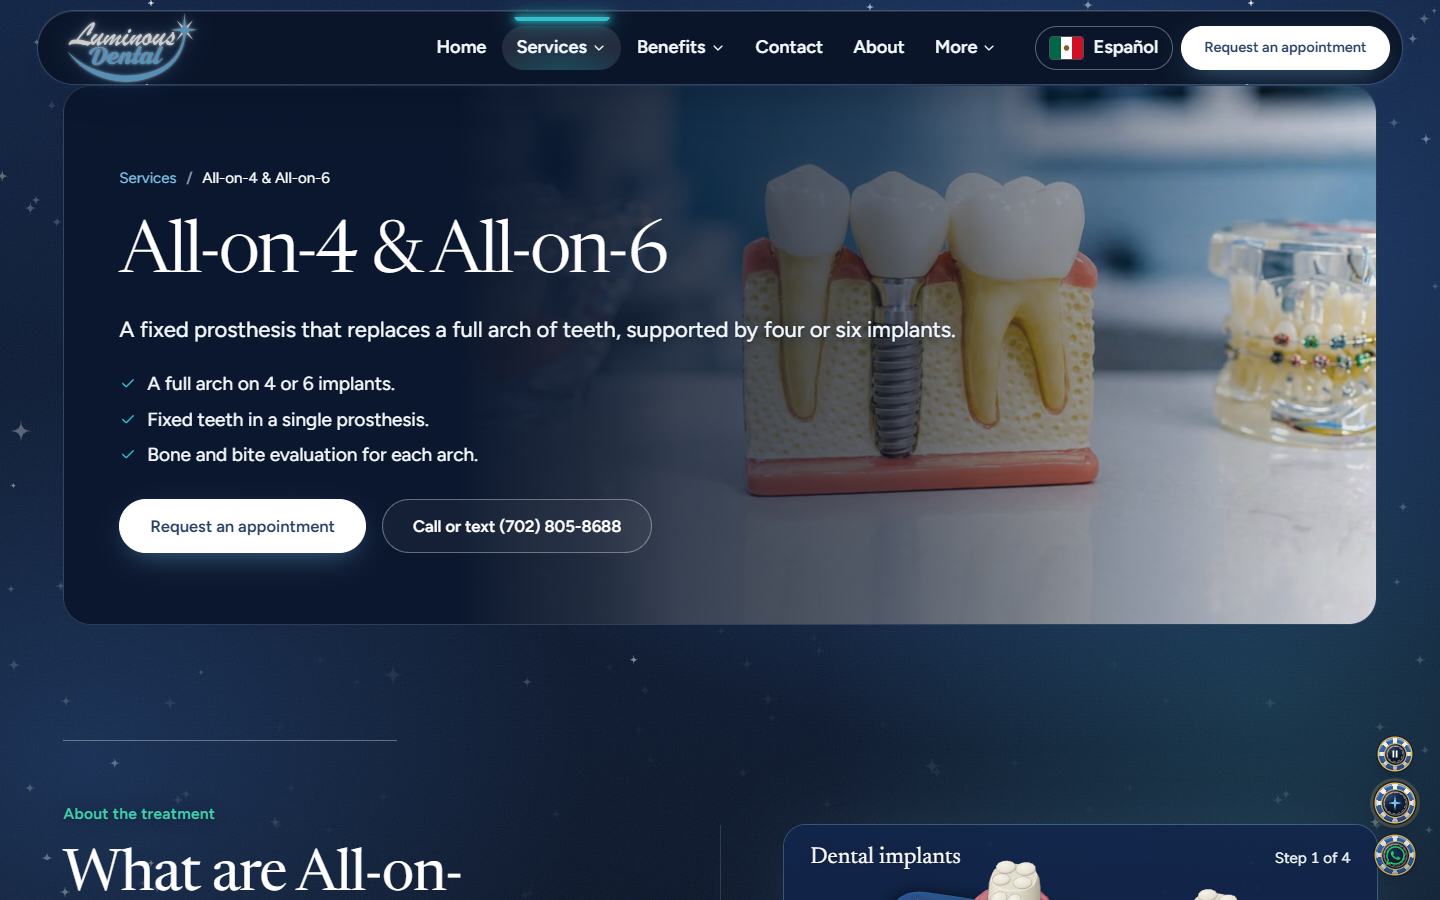 Luminous
Dental
Home
Services
Benefits
Contact
About
More
Español
Request an appointment
Services / All-on-4 & All-on-6
All-on-4 & All-on-6
A fixed prosthesis that replaces a full arch of teeth, supported by four or six implants.
A full arch on 4 or 6 implants.
Fixed teeth in a single prosthesis.
Bone and bite evaluation for each arch.
Request an appointment
Call or text (702) 805-8688
About the treatment
What are All-on-
Dental implants
Step 1 of 4